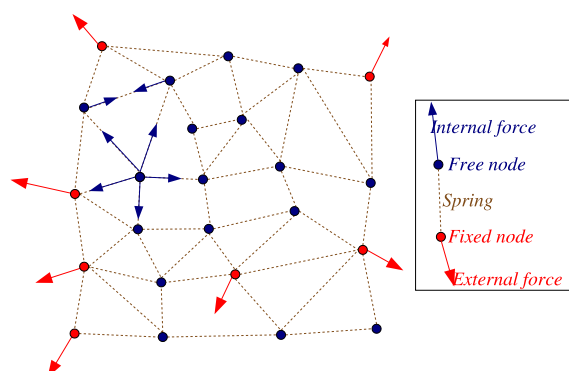 Internal force
Free node
Spring
Fixed node
External force